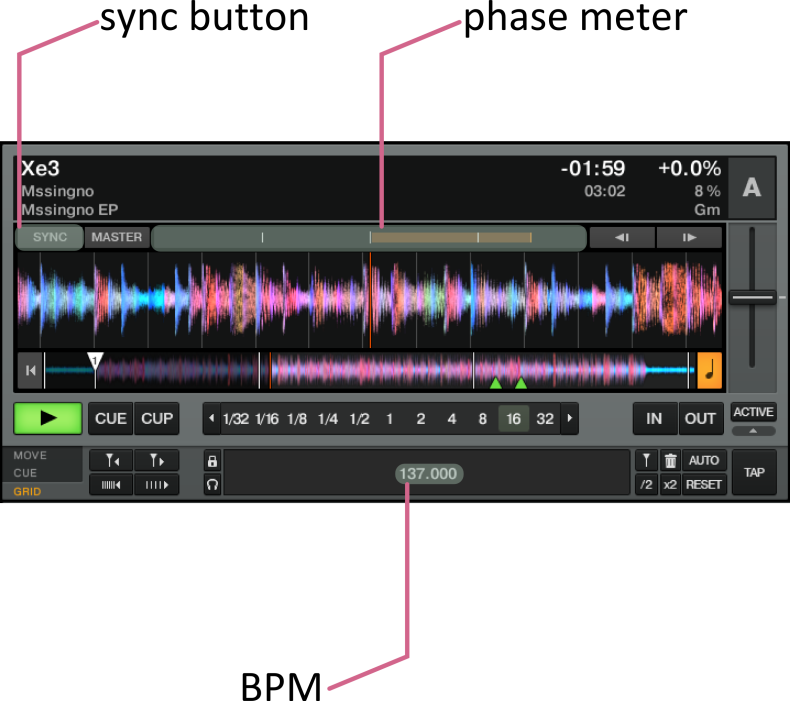 sync button phase meter
Xe3 -01:59 +0.0%
Mssingno 03:02 8 %
Mssingno EP Gm
A
SYNC MASTER
1
CUE CUP 1/32 1/16 1/8 1/4 1/2 1 2 4 8 16 32 IN OUT ACTIVE
MOVE
CUE
GRID
137.000
AUTO
/2 x2 RESET
TAP
BPM